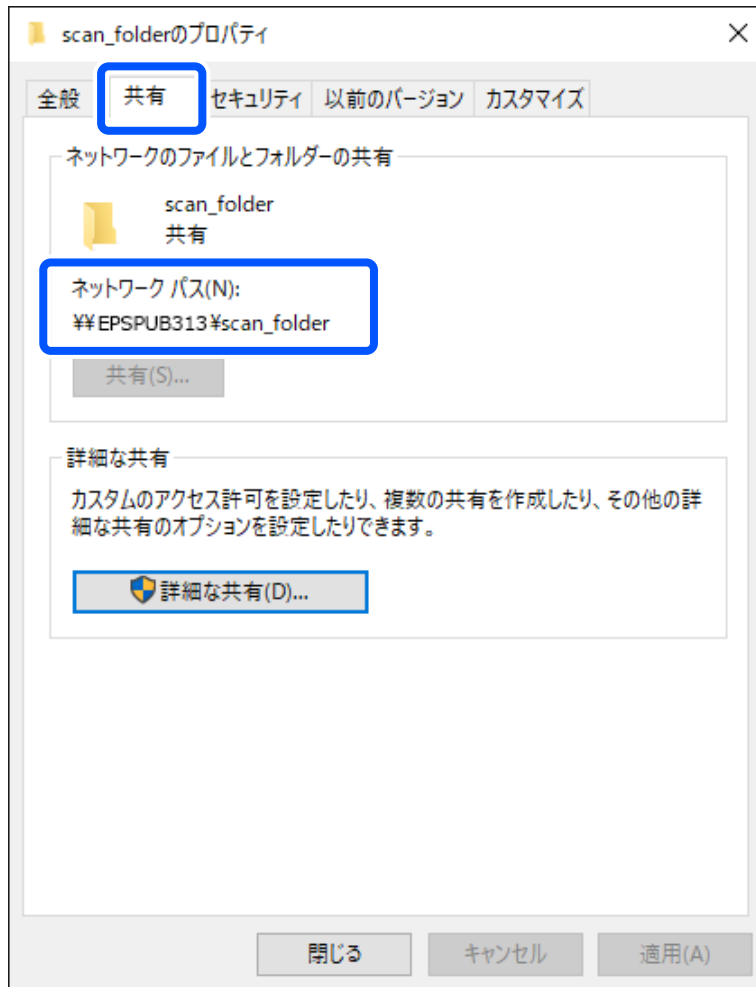 scan_folderのプロパティ
全般 共有 セキュリティ 以前のバージョン カスタマイズ
ネットワークのファイルとフォルダーの共有
scan_folder
共有
ネットワーク パス(N):
¥¥EPSPUB313¥scan_folder
共有(S)...
詳細な共有
カスタムのアクセス許可を設定したり、複数の共有を作成したり、その他の詳
細な共有のオプションを設定したりできます。
詳細な共有(D)...
閉じる キャンセル 適用(A)